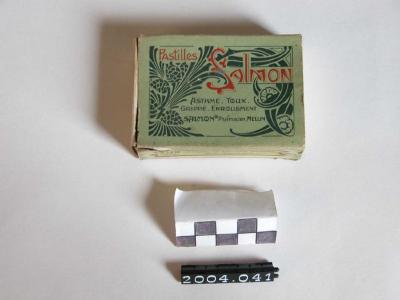 Pastilles
Salmon
Asthme. Toux.
Grippe. Enrouement
Salmon Pharmacien, Melun
2004.041